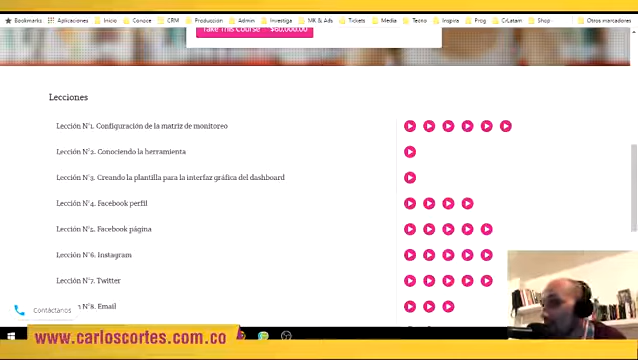 Bookmarks Aplicaciones Inicio Conoce CRM Produccion Admin Investiga MK & Ads Tickets Media Tecno Inspira Prog CrLatam Shop Otros marcadores
Take This Course $60,000.00
Lecciones
Lección N°1. Configuración de la matriz de monitoreo
Lección N°2. Conociendo la herramienta
Lección N°3. Creando la plantilla para la interfaz gráfica del dashboard
Lección N°4. Facebook perfil
Lección N°5. Facebook página
Lección N°6. Instagram
Lección N°7. Twitter
N°8. Email
Contáctanos
www.carloscortes.com.co